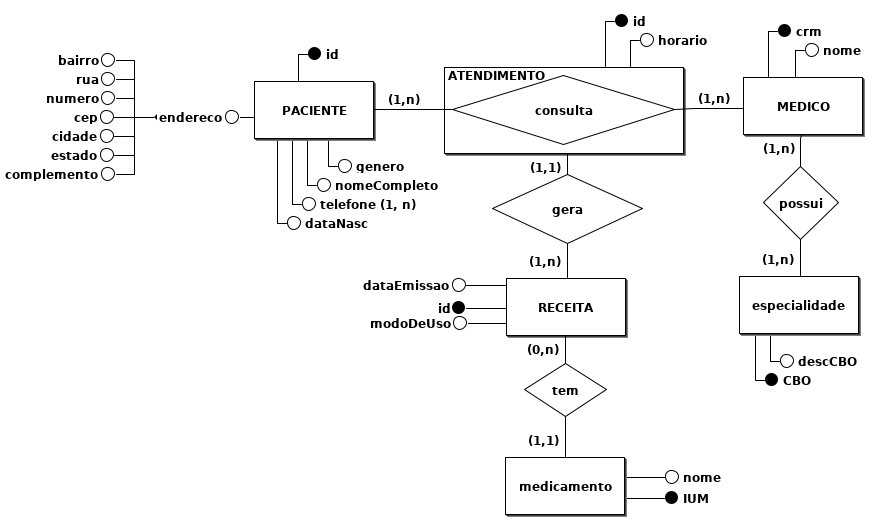 id
horario
crm
nome
bairro
rua
numero
cep
cidade
estado
complemento
endereco
id
PACIENTE
(1,n)
ATENDIMENTO
consulta
(1,n)
MEDICO
genero
nomeCompleto
telefone (1, n)
dataNasc
(1,1)
gera
(1,n)
(1,n)
possui
(1,n)
especialidade
descCBO
CBO
dataEmissao
id
modoDeUso
RECEITA
(0,n)
tem
(1,1)
medicamento
nome
IUM